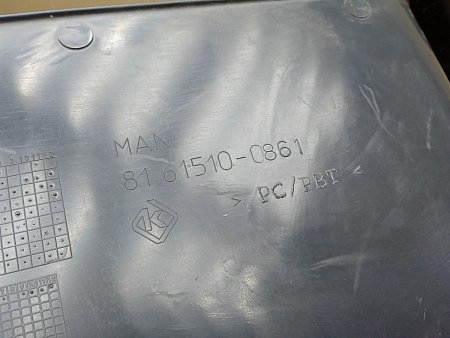 MAN
81.61510-0861
> PC/PBT <
K